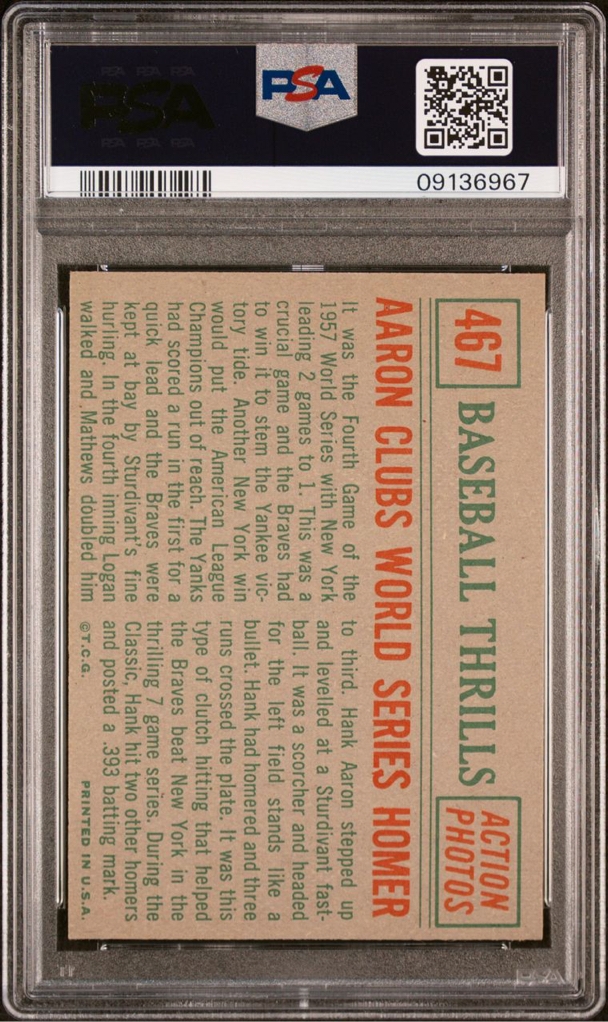 PSA PSA PSA
PSA
PSA PSA PSA
PSA
09136967
467
BASEBALL THRILLS
ACTION
PHOTOS
AARON CLUBS WORLD SERIES HOMER
It was the Fourth Game of the
1957 World Series with New York
leading 2 games to 1. This was a
crucial game and the Braves had
to win it to stem the Yankee vic-
tory tide. Another New York win
would put the American League
Champions out of reach. The Yanks
had scored a run in the first for a
quick lead and the Braves were
kept at bay by Sturdivant's fine
hurling. In the fourth inning Logan
walked and Mathews doubled him
to third. Hank Aaron stepped up
and levelled at a Sturdivant fast-
ball. It was a scorcher and headed
for the left field stands like a
bullet. Hank had homered and three
runs crossed the plate. It was this
type of clutch hitting that helped
the Braves beat New York in the
thrilling 7 game series. During the
Classic, Hank hit two other homers
and posted a .393 batting mark.
©T.C.G.
PRINTED IN U.S.A.
PSA